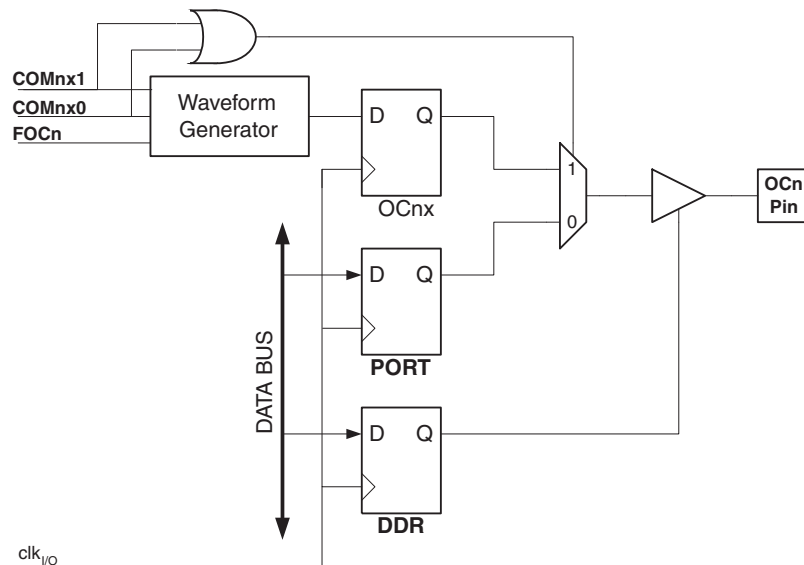 COMnx1
COMnx0
FOCn
Waveform
Generator
D Q
OCnx
1
0
OCn
Pin
D Q
PORT
DATA BUS
D Q
DDR
clkI/O